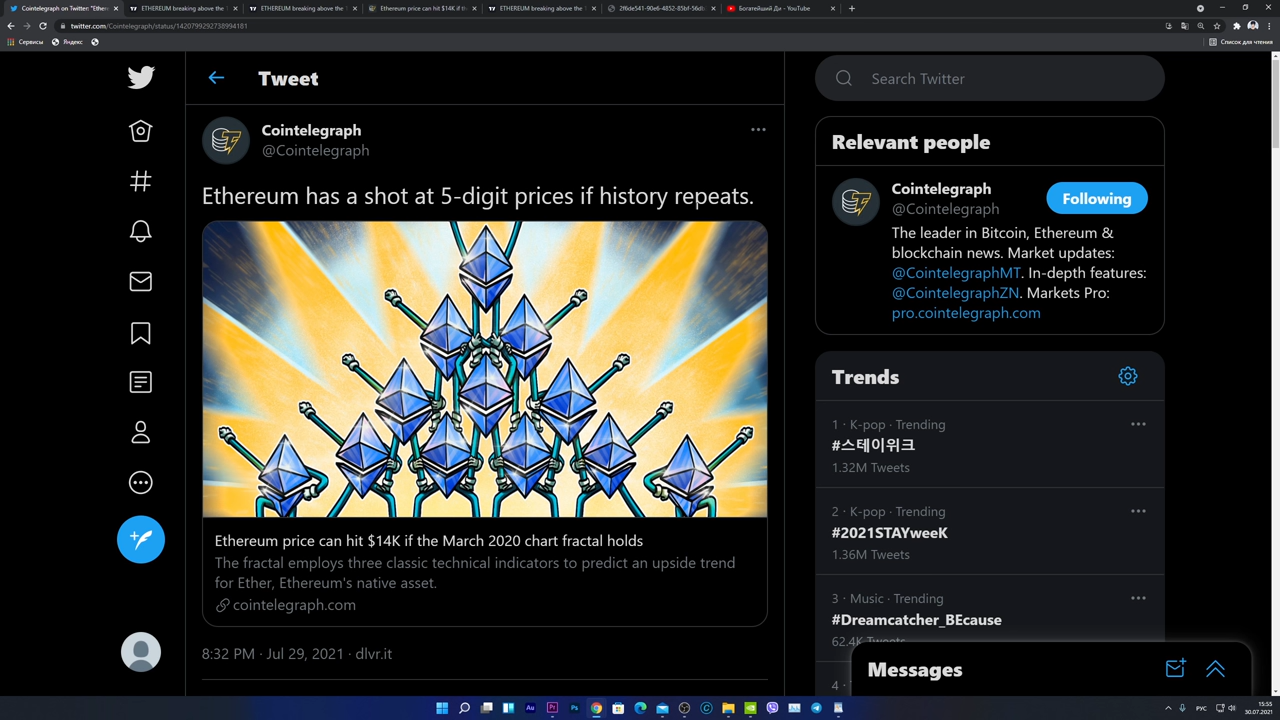 Cointelegraph on Twitter: "Ether
ETHEREUM breaking above the
ETHEREUM breaking above the
Ethereum price can hit $14K if th
ETHEREUM breaking above the
2f6de541-90e6-4852-85bf-56db
Богатейший Ди - YouTube
twitter.com/Cointelegraph/status/1420799292738994181
Сервисы
Яндекс
Список для чтения
Tweet
Search Twitter
Cointelegraph
@Cointelegraph
Ethereum has a shot at 5-digit prices if history repeats.
Ethereum price can hit $14K if the March 2020 chart fractal holds
The fractal employs three classic technical indicators to predict an upside trend
for Ether, Ethereum's native asset.
cointelegraph.com
8:32 PM · Jul 29, 2021 · dlvr.it
Relevant people
Cointelegraph
@Cointelegraph
Following
The leader in Bitcoin, Ethereum &
blockchain news. Market updates:
@CointelegraphMT. In-depth features:
@CointelegraphZN. Markets Pro:
pro.cointelegraph.com
Trends
1 · K-pop · Trending
#스테이위크
1.32M Tweets
2 · K-pop · Trending
#2021STAYweeK
1.36M Tweets
3 · Music · Trending
#Dreamcatcher_BEcause
62.4K Tweets
4 ·
Messages
Au
Pr
Ps
РУС
15:55
30.07.2021